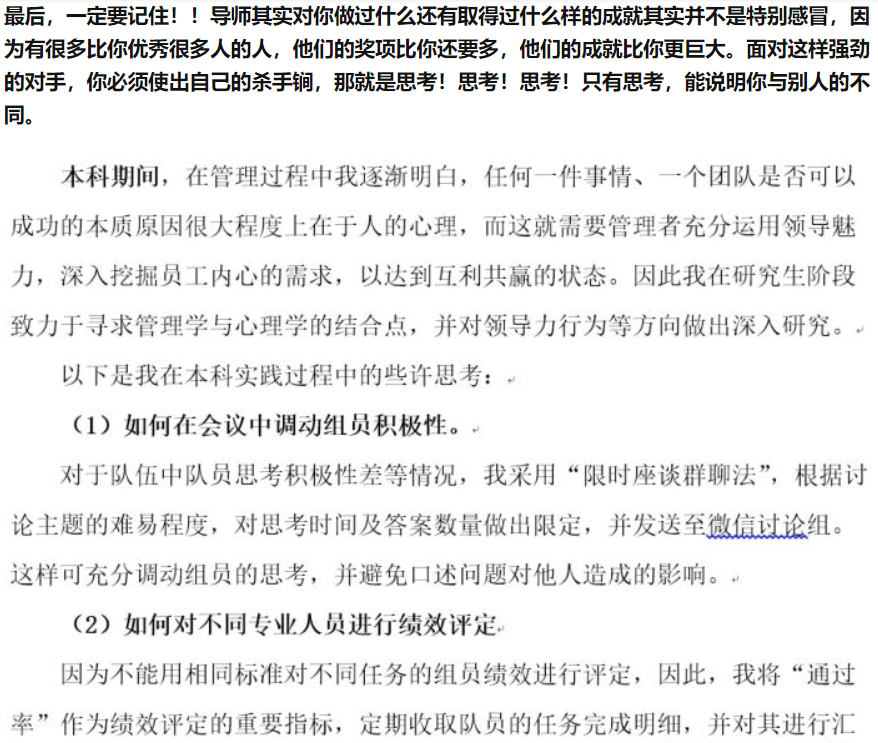 最后，一定要记住！！导师其实对你做过什么还有取得过什么样的成就其实并不是特别感冒，因
为有很多比你优秀很多人的人，他们的奖项比你还要多，他们的成就比你更巨大。面对这样强劲
的对手，你必须使出自己的杀手锏，那就是思考！思考！思考！只有思考，能说明你与别人的不
同。
本科期间，在管理过程中我逐渐明白，任何一件事情、一个团队是否可以
成功的本质原因很大程度上在于人的心理，而这就需要管理者充分运用领导魅
力，深入挖掘员工内心的需求，以达到互利共赢的状态。因此我在研究生阶段
致力于寻求管理学与心理学的结合点，并对领导力行为等方向做出深入研究。
以下是我在本科实践过程中的些许思考：
（1）如何在会议中调动组员积极性。
对于队伍中队员思考积极性差等情况，我采用“限时座谈群聊法”，根据讨
论主题的难易程度，对思考时间及答案数量做出限定，并发送至微信讨论组。
这样可充分调动组员的思考，并避免口述问题对他人造成的影响。
（2）如何对不同专业人员进行绩效评定
因为不能用相同标准对不同任务的组员绩效进行评定，因此，我将“通过
率”作为绩效评定的重要指标，定期收取队员的任务完成明细，并对其进行汇